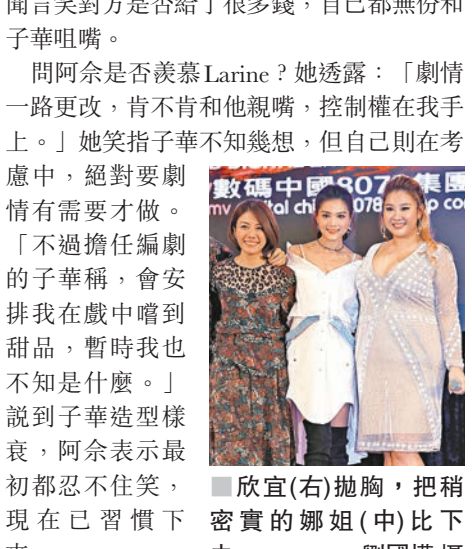 聞言笑對方是否給了很多錢，自己都無份和
子華咀嘴。
問阿佘是否羨慕Larine？她透露：「劇情
一路更改，肯不肯和他親嘴，控制權在我手
上。」她笑指子華不知幾想，但自己則在考
慮中，絕對要劇
情有需要才做。
「不過擔任編劇
的子華稱，會安
排我在戲中嚐到
甜品，暫時我也
不知是什麼。」
說到子華造型樣
衰，阿佘表示最
初都忍不住笑，
現在已習慣下
數碼中國807 集團
■欣宜(右)拋胸，把稍
密實的娜姐(中)比下